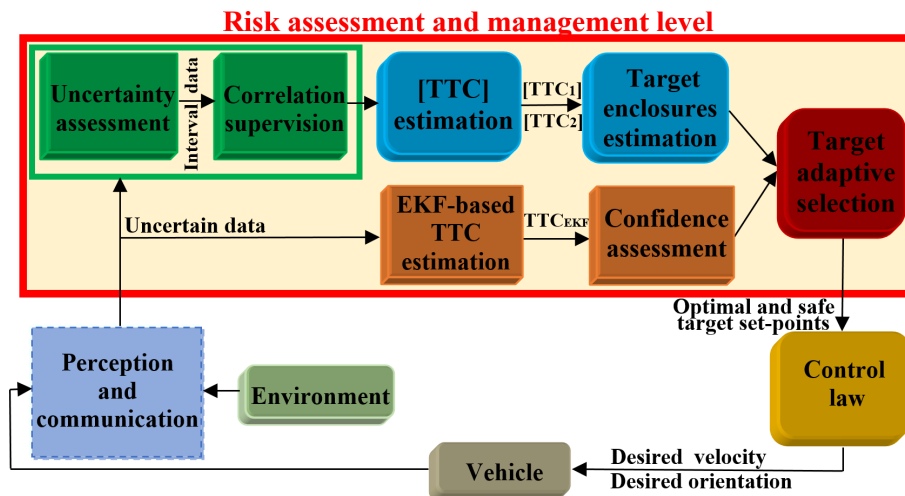 Risk assessment and management level
Uncertainty
assessment
Interval data
Correlation
supervision
[TTC]
estimation
[TTC1]
[TTC2]
Target
enclosures
estimation
Target
adaptive
selection
Uncertain data
EKF-based
TTC
estimation
TTCEKF
Confidence
assessment
Optimal and safe
target set-points
Perception
and
communication
Environment
Control
law
Vehicle
Desired velocity
Desired orientation